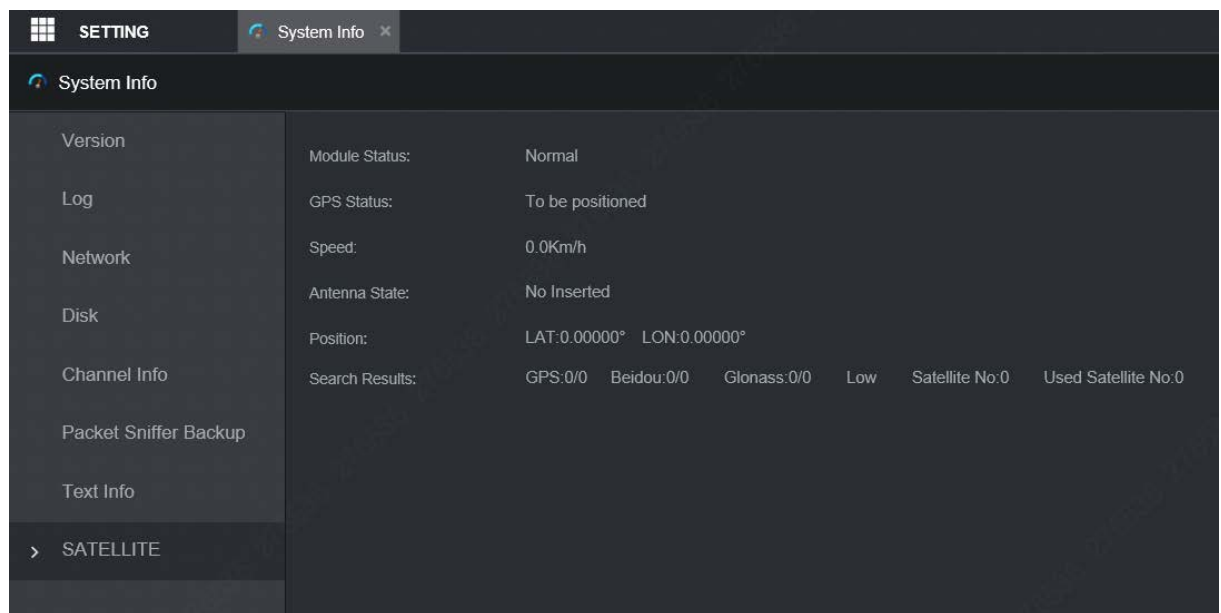 SETTING System Info ×
System Info
Version
Log
Network
Disk
Channel Info
Packet Sniffer Backup
Text Info
SATELLITE
Module Status: Normal
GPS Status: To be positioned
Speed: 0.0Km/h
Antenna State: No Inserted
Position: LAT:0.00000° LON:0.00000°
Search Results: GPS:0/0 Beidou:0/0 Glonass:0/0 Low Satellite No:0 Used Satellite No:0